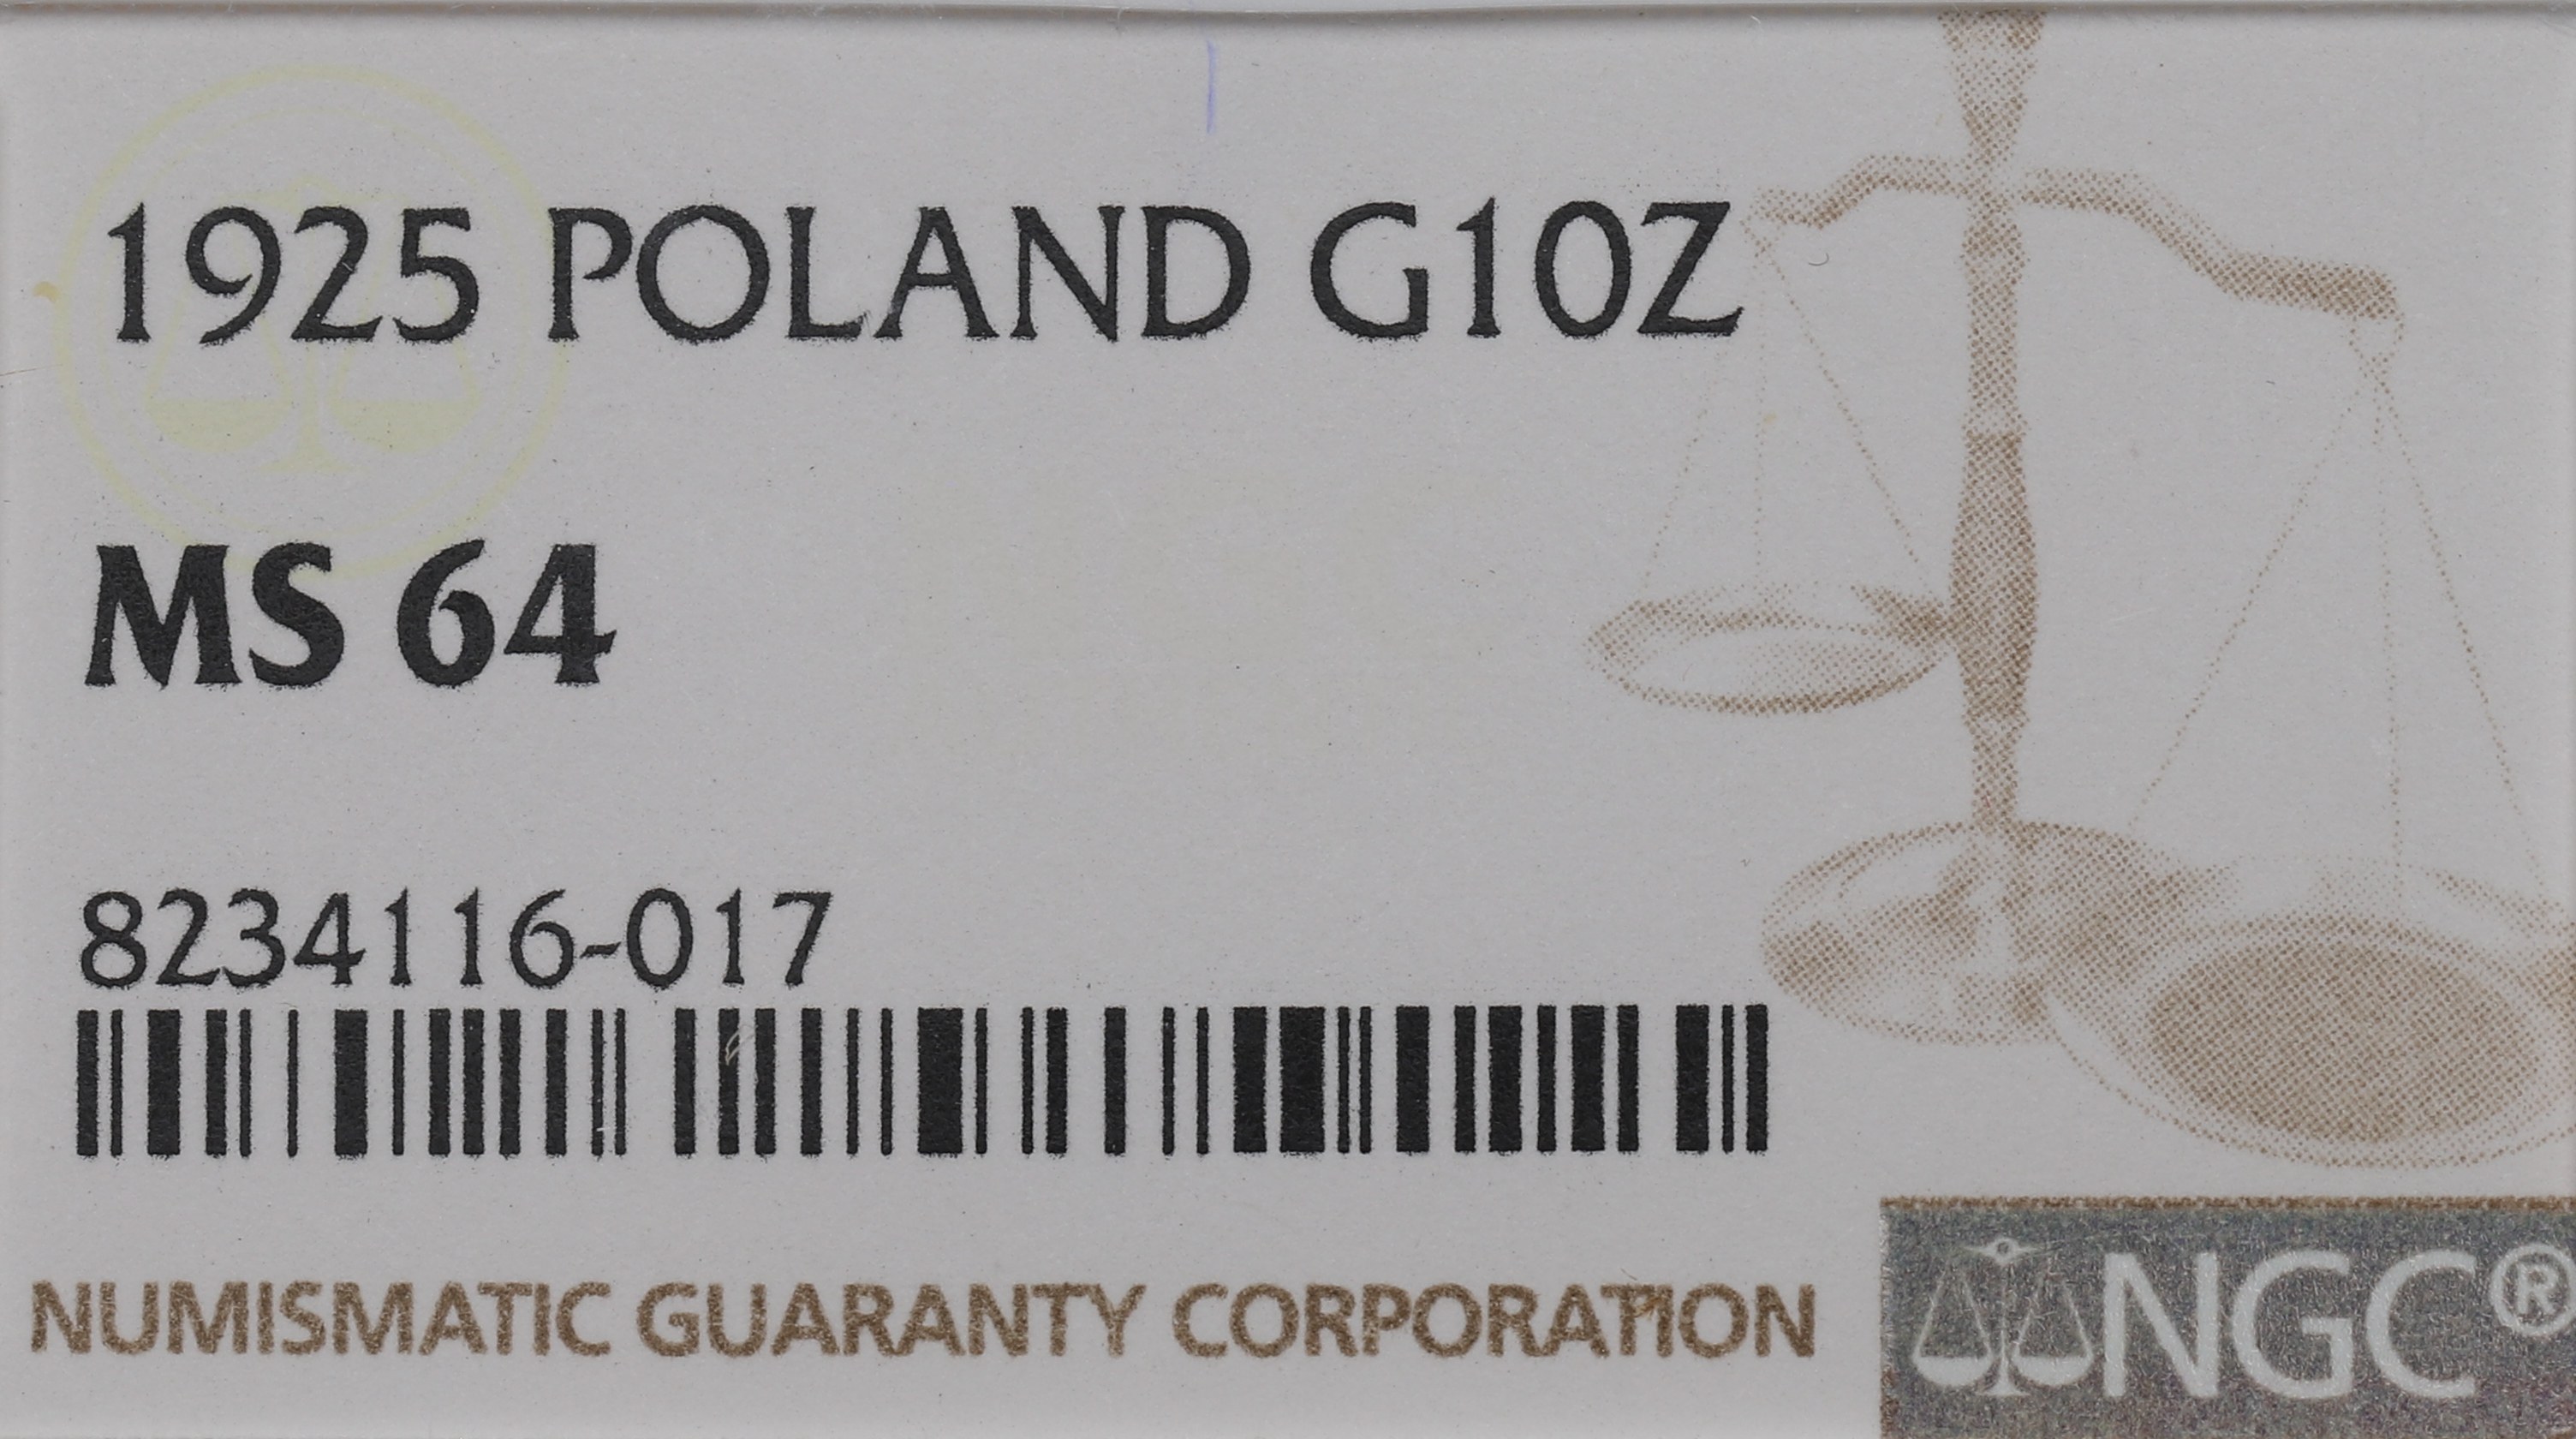 1925 POLAND G10Z
MS 64
8234116-017
NUMISMATIC GUARANTY CORPORATION
NGC®